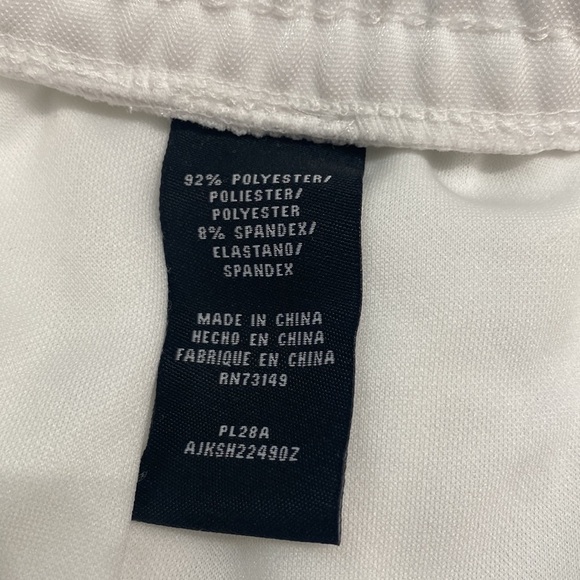 92% POLYESTER/
POLIESTER/
POLYESTER
8% SPANDEX/
ELASTANO/
SPANDEX
MADE IN CHINA
HECHO EN CHINA
FABRIQUE EN CHINA
RN73149
PL28A
AJKSH22490Z